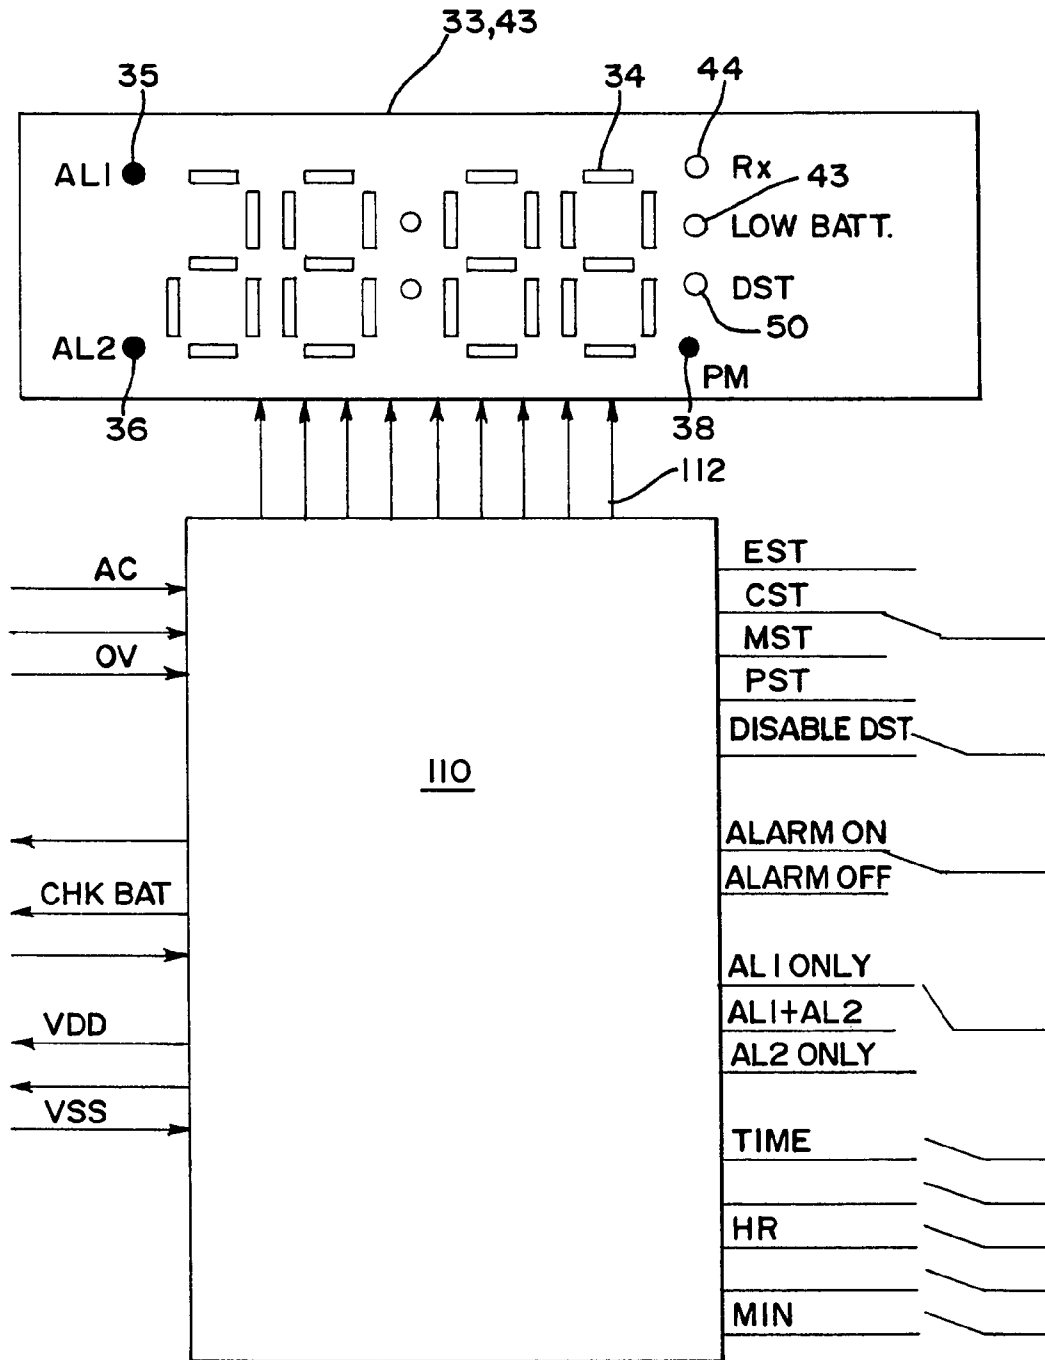 33,43
35
34
44
AL1
Rx
43
LOW BATT.
DST
50
AL2
PM
36
38
112
AC
OV
110
CHK BAT
VDD
VSS
EST
CST
MST
PST
DISABLE DST
ALARM ON
ALARM OFF
AL1 ONLY
AL1+AL2
AL2 ONLY
TIME
HR
MIN